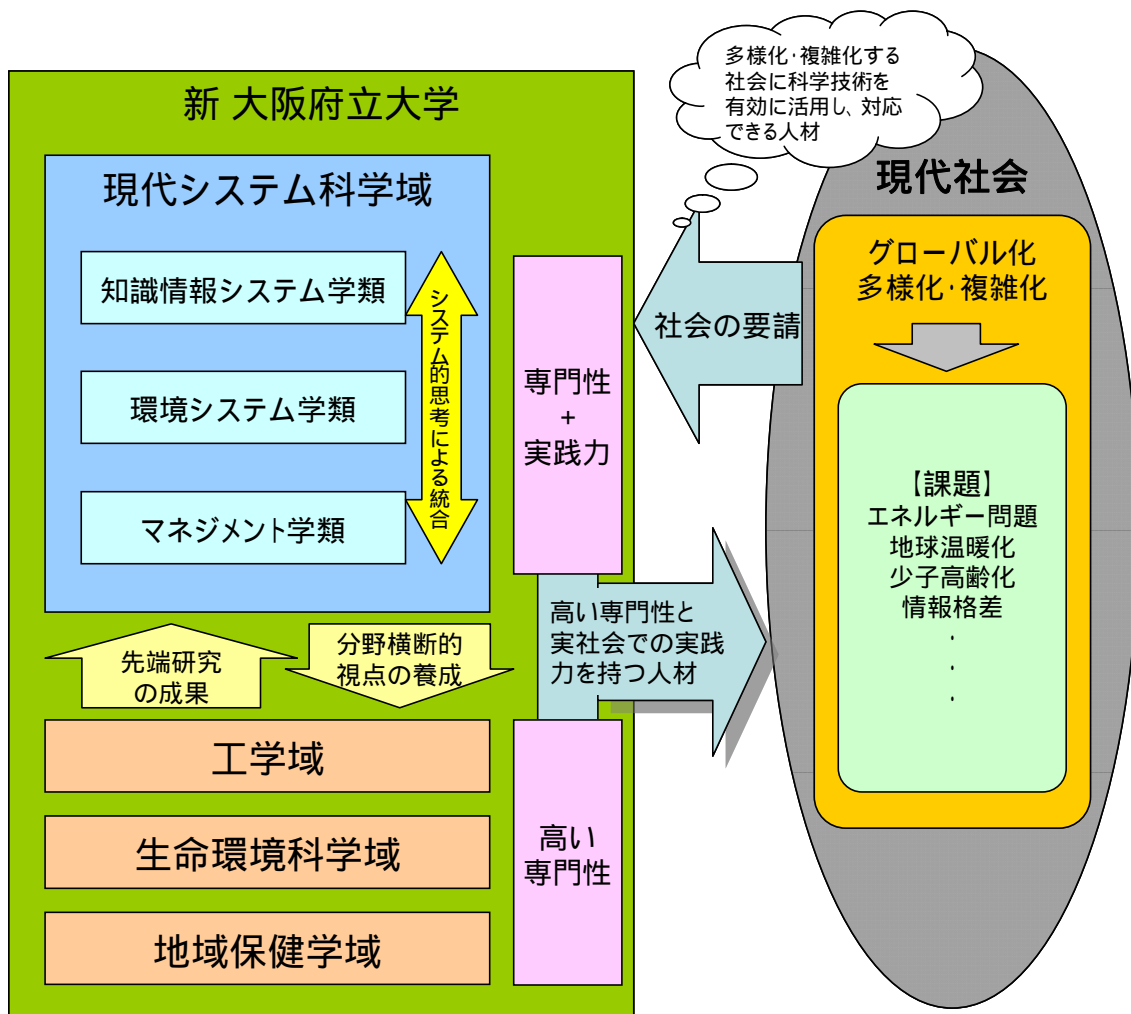 多様化・複雑化する
社会に科学技術を
有効に活用し、対応
できる人材
新 大阪府立大学
現代システム科学域
知識情報システム学類
環境システム学類
マネジメント学類
システム的思考による統合
専門性
+
実践力
社会の要請
現代社会
グローバル化
多様化・複雑化
【課題】
エネルギー問題
地球温暖化
少子高齢化
情報格差
・
・
・
高い専門性と
実社会での実践
力を持つ人材
先端研究
の成果
分野横断的
視点の養成
工学域
生命環境科学域
地域保健学域
高い
専門性